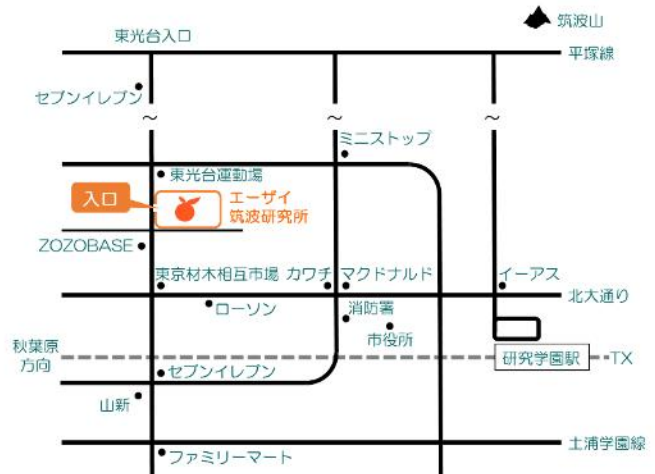 筑波山
東光台入口
平塚線
セブンイレブン
ミニストップ
東光台運動場
入口
エーザイ
筑波研究所
ZOZOBASE
東京材木相互市場
カワチ
マクドナルド
イーアス
北大通り
ローソン
消防署
市役所
秋葉原
方向
研究学園駅
TX
セブンイレブン
山新
土浦学園線
ファミリーマート